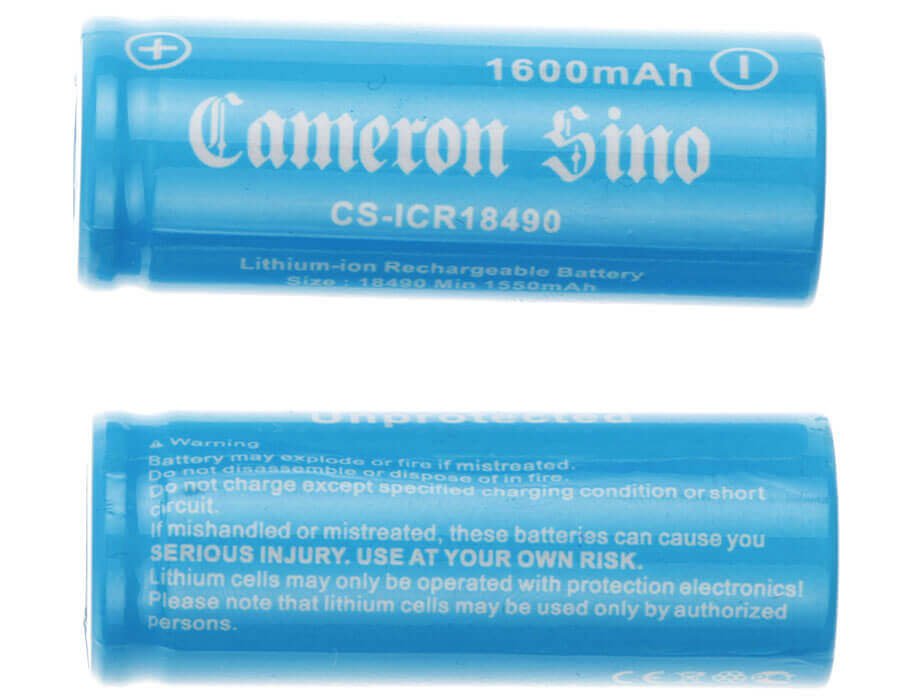 +
1600mAh
Cameron Sino
CS-ICR18490
Lithium-ion Rechargeable Battery
Size : 18490 Min 1550mAh
Unprotected
Warning
Battery may explode or fire if mistreated.
Do not disassemble or dispose of in fire.
Do not charge except specified charging condition or short
circuit.
If mishandled or mistreated, these batteries can cause you
SERIOUS INJURY. USE AT YOUR OWN RISK.
Lithium cells may only be operated with protection electronics!
Please note that lithium cells may be used only by authorized
persons.
CE